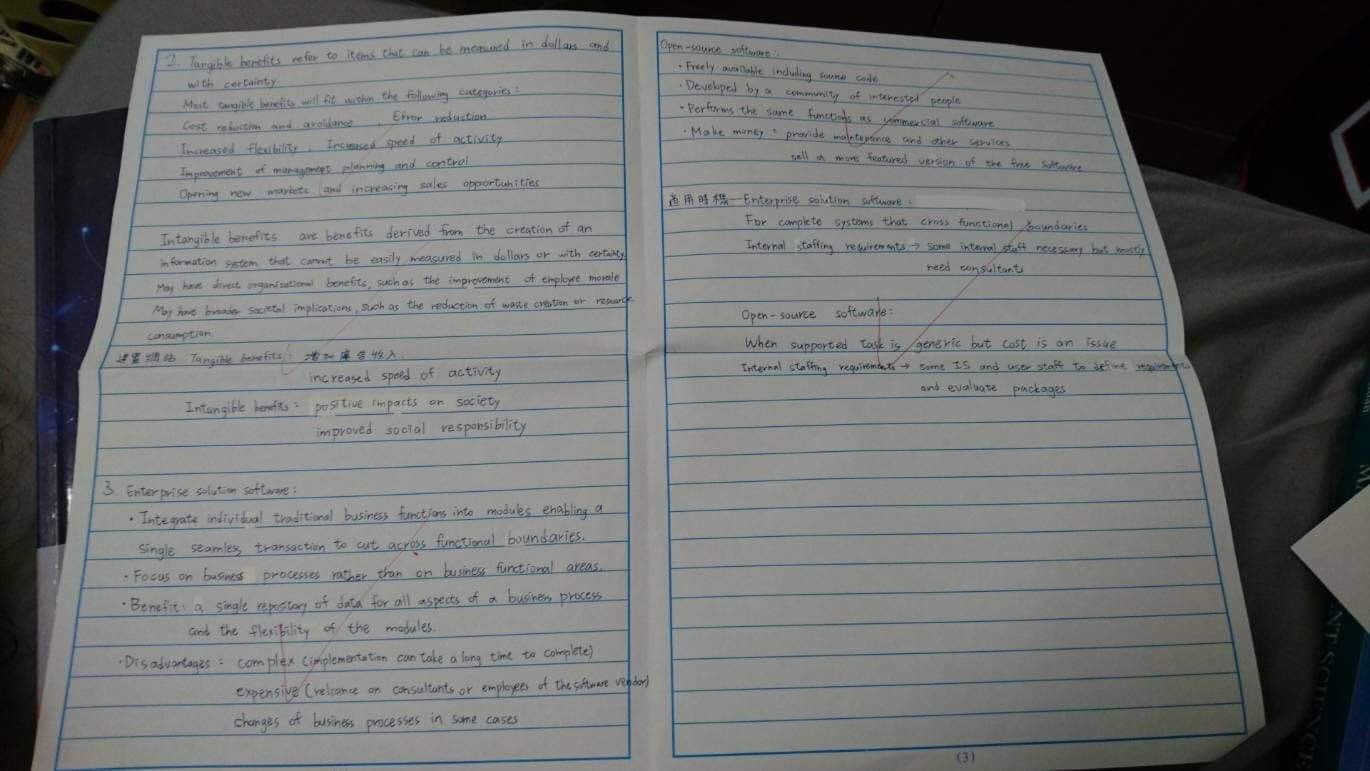 2. Tangible benefits refer to items that can be measured in dollars and
with certainty
Most tangible benefits will fit within the following categories:
Cost reduction and avoidance . Error reduction
Increased flexibility . Increased speed of activity
Improvement of management planning and control
Opening new markets and increasing sales opportunities
Intangible benefits are benefits derived from the creation of an
information system that cannot be easily measured in dollars or with certainty.
May have direct organizational benefits, such as the improvement of employee morale
May have broader societal implications, such as the reduction of waste creation or resource
consumption.
建置網站 Tangible benefits: 增加廣告收入.
increased speed of activity
Intangible benefits: positive impacts on society
improved social responsibility
3. Enterprise solution software:
· Integrate individual traditional business functions into modules enabling a
single seamless transaction to cut across functional boundaries.
· Focus on business processes rather than on business functional areas.
· Benefit: a single repository of data for all aspects of a business process
and the flexibility of the modules.
· Disadvantages: complex (implementation can take a long time to complete)
expensive (reliance on consultants or employees of the software vendor)
changes of business processes in some cases
Open-source software:
· Freely available including source code
· Developed by a community of interested people
· Performs the same functions as commercial software
· Make money: provide maintenance and other services
sell a more featured version of the free software
適用時機—Enterprise solution software:
For complete systems that cross functional boundaries
Internal staffing requirements → Some internal staff necessary but mostly
need consultants
Open-source software:
When supported task is generic but cost is an issue
Internal staffing requirements → some IS and user staff to define requirements
and evaluate packages
(3)
ENT SCIENCE